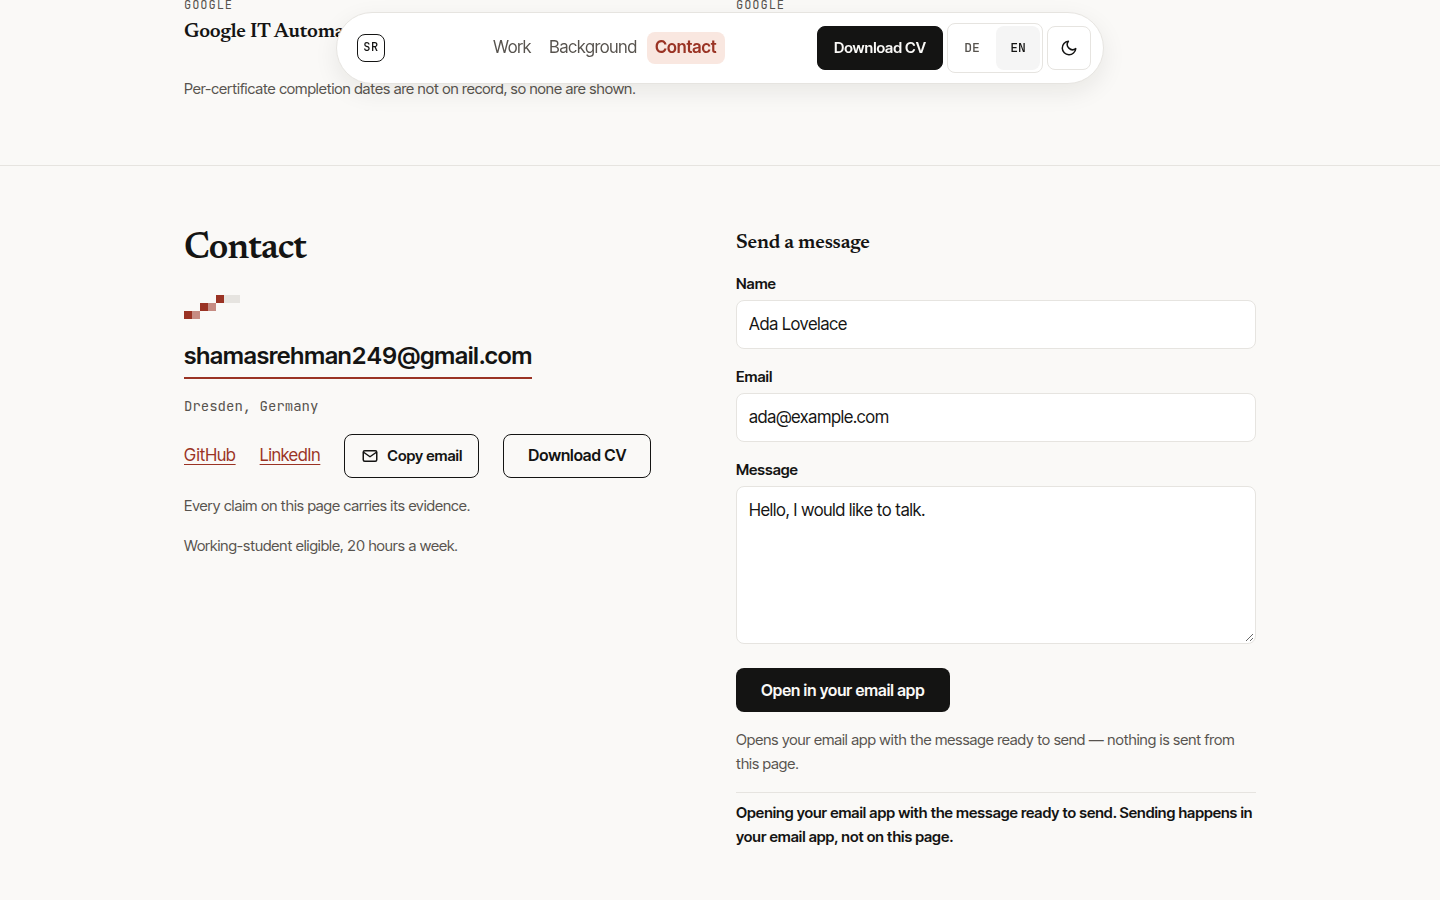 GOOGLE
GOOGLE
Google IT Automa
SR
Work
Background
Contact
Download CV
DE
EN
Per-certificate completion dates are not on record, so none are shown.
Contact
shamasrehman249@gmail.com
Dresden, Germany
GitHub
LinkedIn
Copy email
Download CV
Every claim on this page carries its evidence.
Working-student eligible, 20 hours a week.
Send a message
Name
Ada Lovelace
Email
ada@example.com
Message
Hello, I would like to talk.
Open in your email app
Opens your email app with the message ready to send — nothing is sent from
this page.
Opening your email app with the message ready to send. Sending happens in
your email app, not on this page.